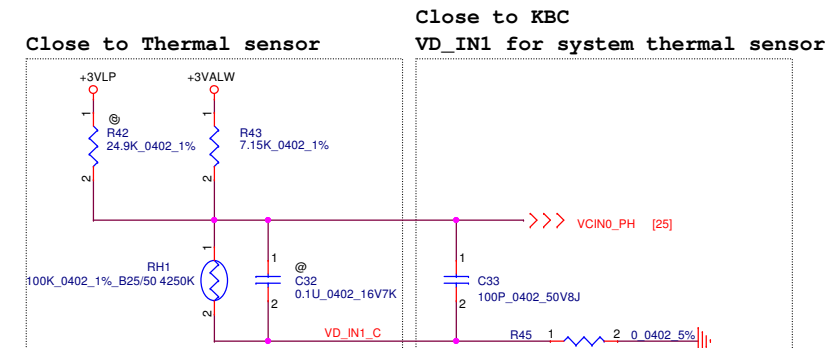 Close to KBC
Close to Thermal sensor
VD_IN1 for system thermal sensor
+3VLP
+3VALW
1
@
1
R42
24.9K_0402_1%
R43
7.15K_0402_1%
2
2
VCIN0_PH [25]
1
RH1
100K_0402_1%_B25/50 4250K
2
1
@
C32
0.1U_0402_16V7K
2
1
C33
100P_0402_50V8J
2
VD_IN1_C
R45 1 2 0_0402_5%